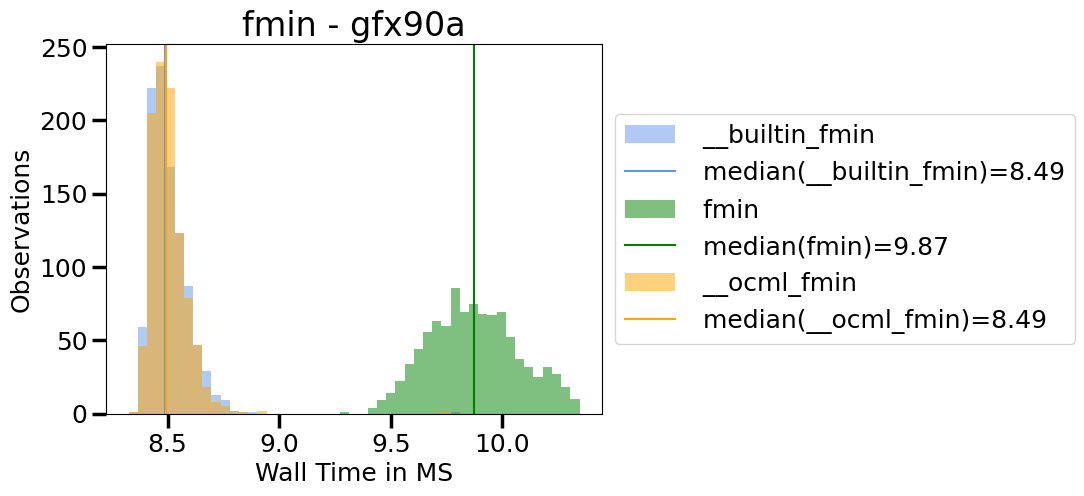 fmin - gfx90a
250
200
150
100
50
0
Observations
8.5
9.0
9.5
10.0
Wall Time in MS
__builtin_fmin
median(__builtin_fmin)=8.49
fmin
median(fmin)=9.87
__ocml_fmin
median(__ocml_fmin)=8.49